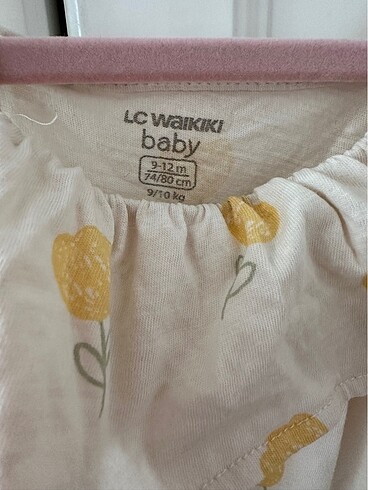 LC WAIKIKI
baby
9-12 m
74/80 cm
9/10 kg